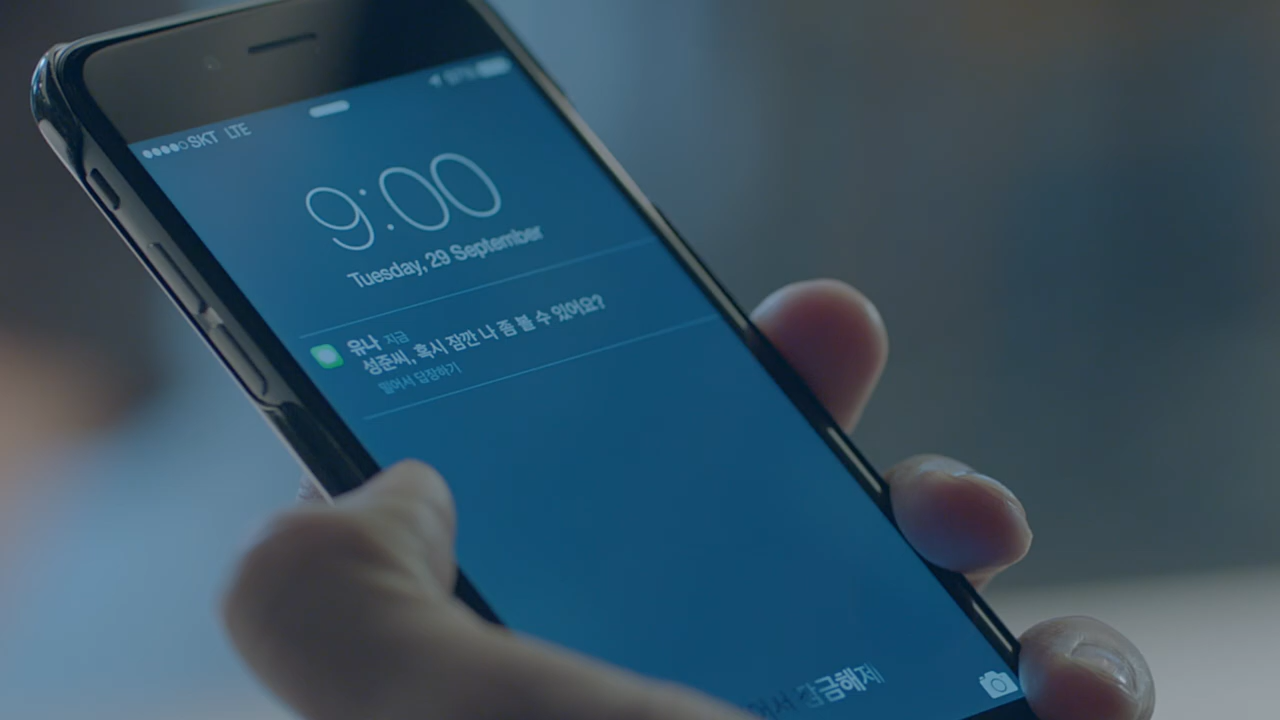 SKT LTE
9:00
Tuesday, 29 September
유나 지금
성준씨, 혹시 잠깐 나 좀 볼 수 있어요?
밀어서 답장하기
잠금해제